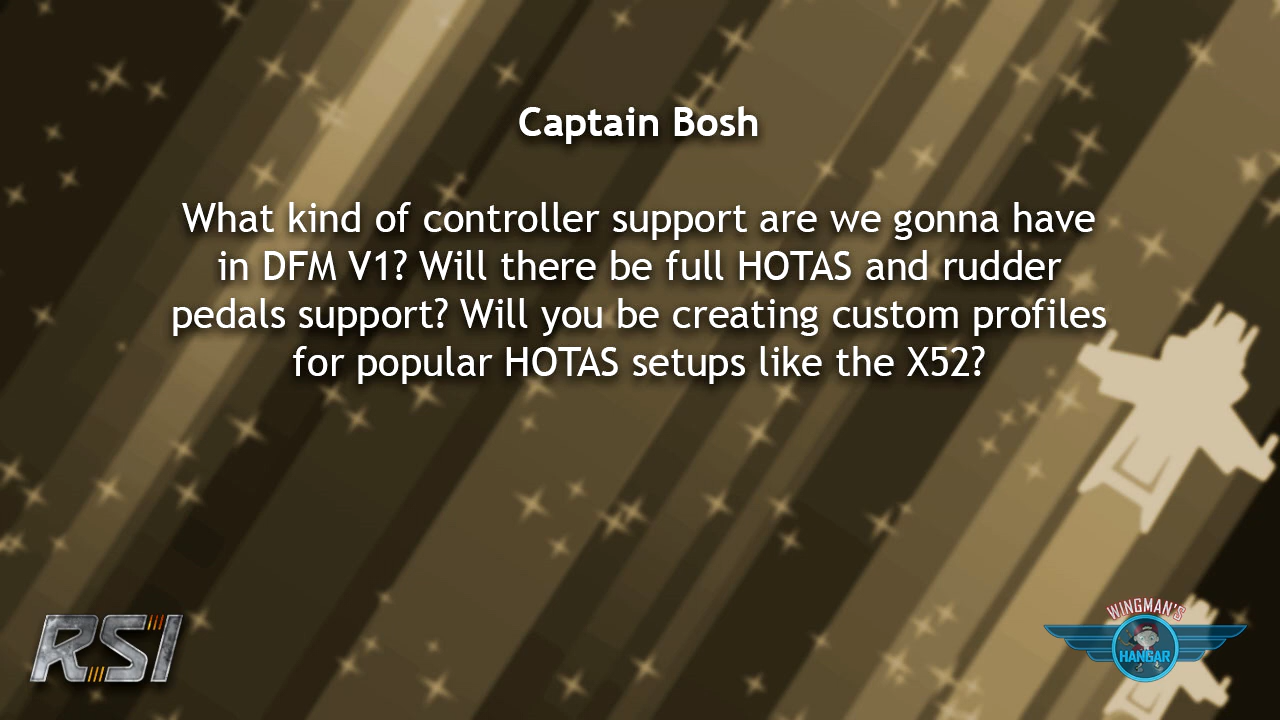 Captain Bosh
What kind of controller support are we gonna have
in DFM V1? Will there be full HOTAS and rudder
pedals support? Will you be creating custom profiles
for popular HOTAS setups like the X52?
RSI
WINGMAN'S
HANGAR